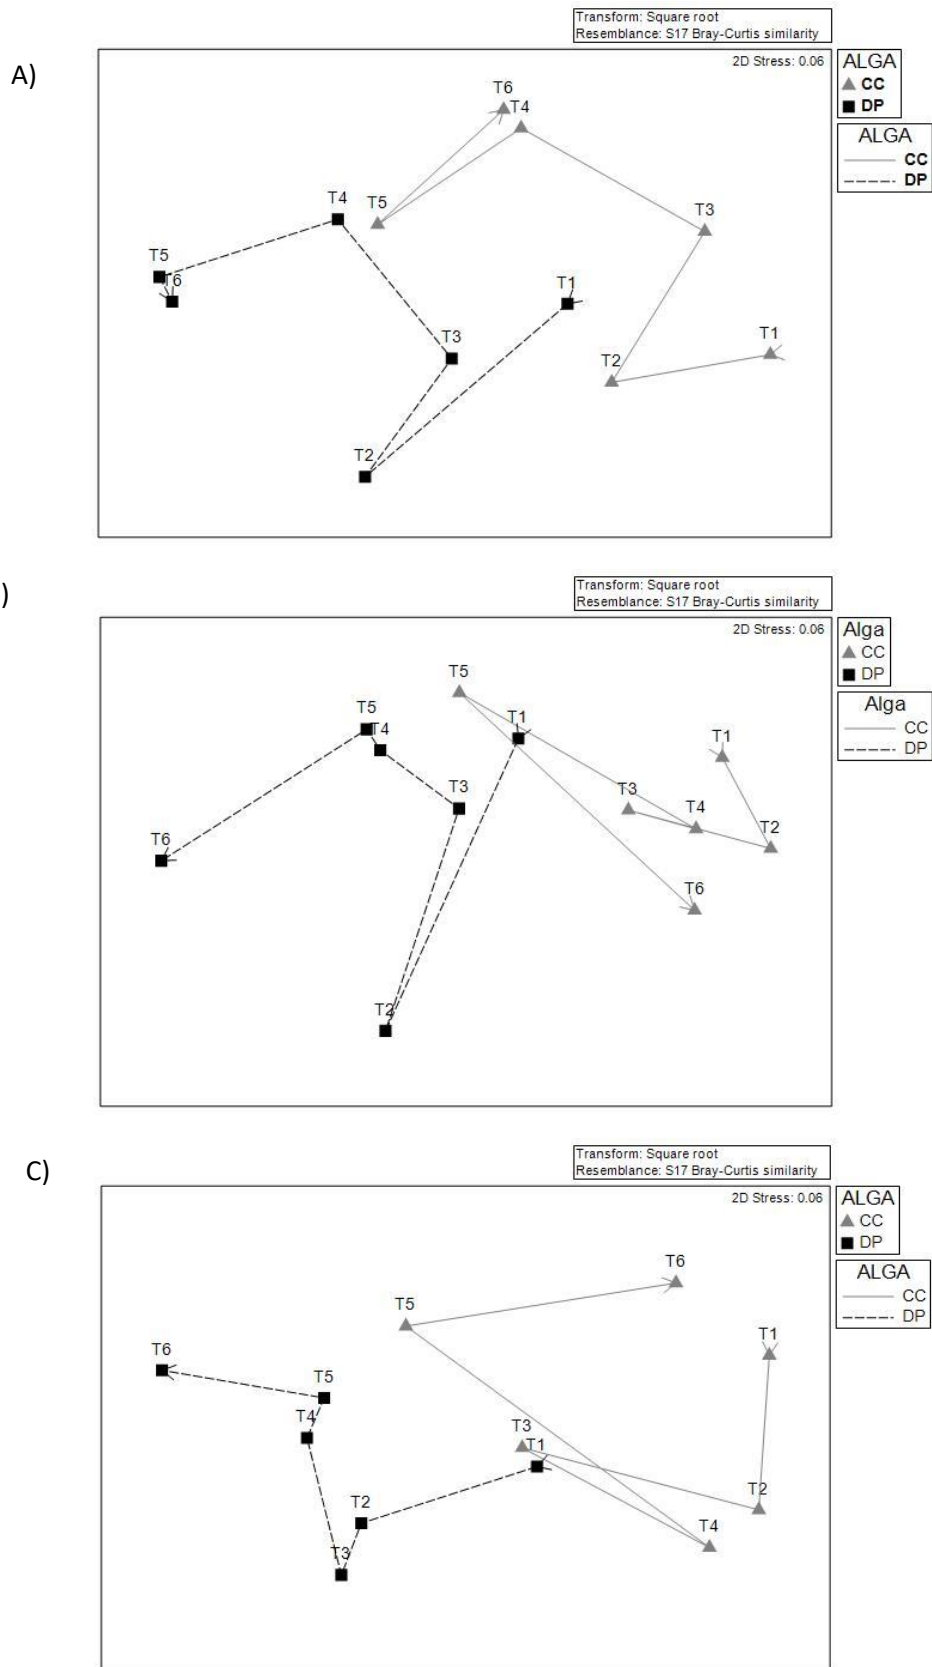 A)
Transform: Square root
Resemblance: S17 Bray-Curtis similarity
2D Stress: 0.06
ALGA
CC
DP
ALGA
CC
DP
T6
T4
T4
T5
T3
T5
T6
T1
T3
T1
T2
T2
)
Transform: Square root
Resemblance: S17 Bray-Curtis similarity
2D Stress: 0.06
Alga
CC
DP
Alga
CC
DP
T5
T5
T1
T4
T1
T3
T3
T4
T2
T6
T6
T2
C)
Transform: Square root
Resemblance: S17 Bray-Curtis similarity
2D Stress: 0.06
ALGA
CC
DP
ALGA
CC
DP
T6
T5
T1
T6
T5
T4
T3
T1
T2
T2
T4
T3